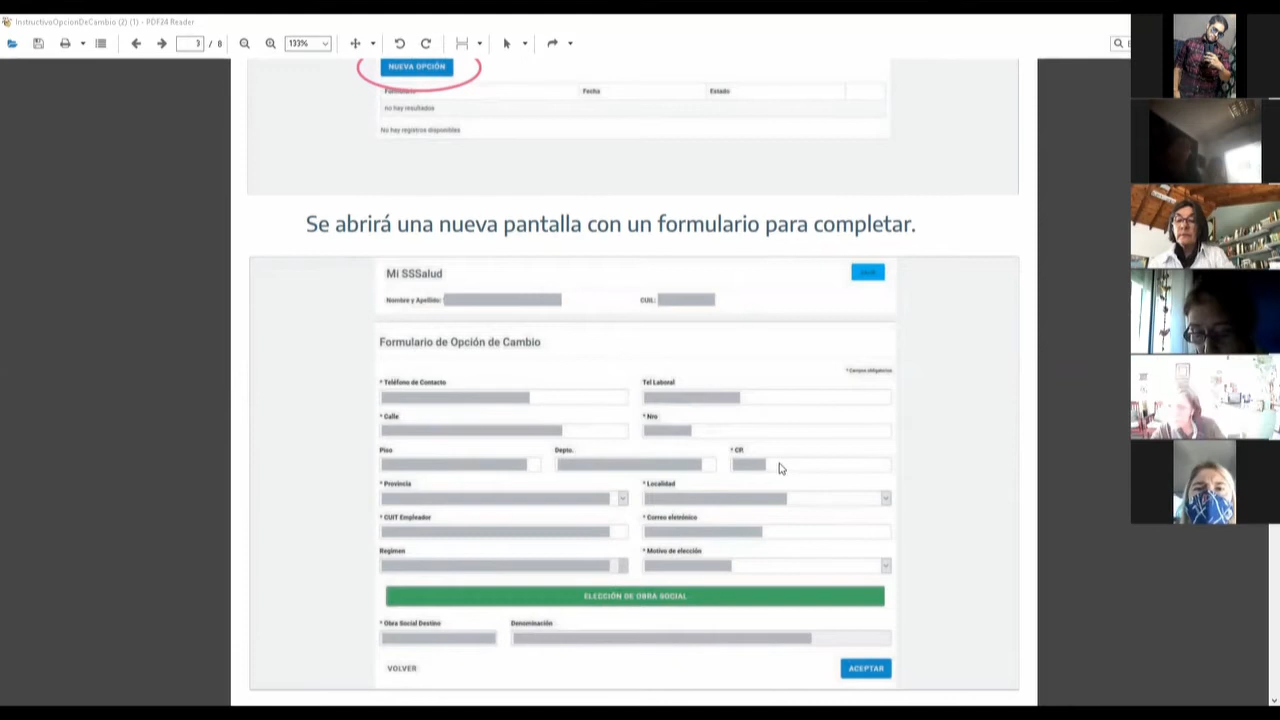 InstructivoOpcionDeCambio (2) (1) - PDF24 Reader
3 / 8
133%
NUEVA OPCIÓN
Formulario Fecha Estado
no hay resultados
No hay registros disponibles
Se abrirá una nueva pantalla con un formulario para completar.
Mi SSSalud
Nombre y Apellido: CUIL:
Formulario de Opción de Cambio
* Campos obligatorios
* Teléfono de Contacto Tel Laboral
* Calle * Nro
Piso Depto. * CP.
* Provincia * Localidad
* CUIT Empleador * Correo eletrónico
Regimen * Motivo de elección
ELECCIÓN DE OBRA SOCIAL
* Obra Social Destino Denominación
VOLVER ACEPTAR